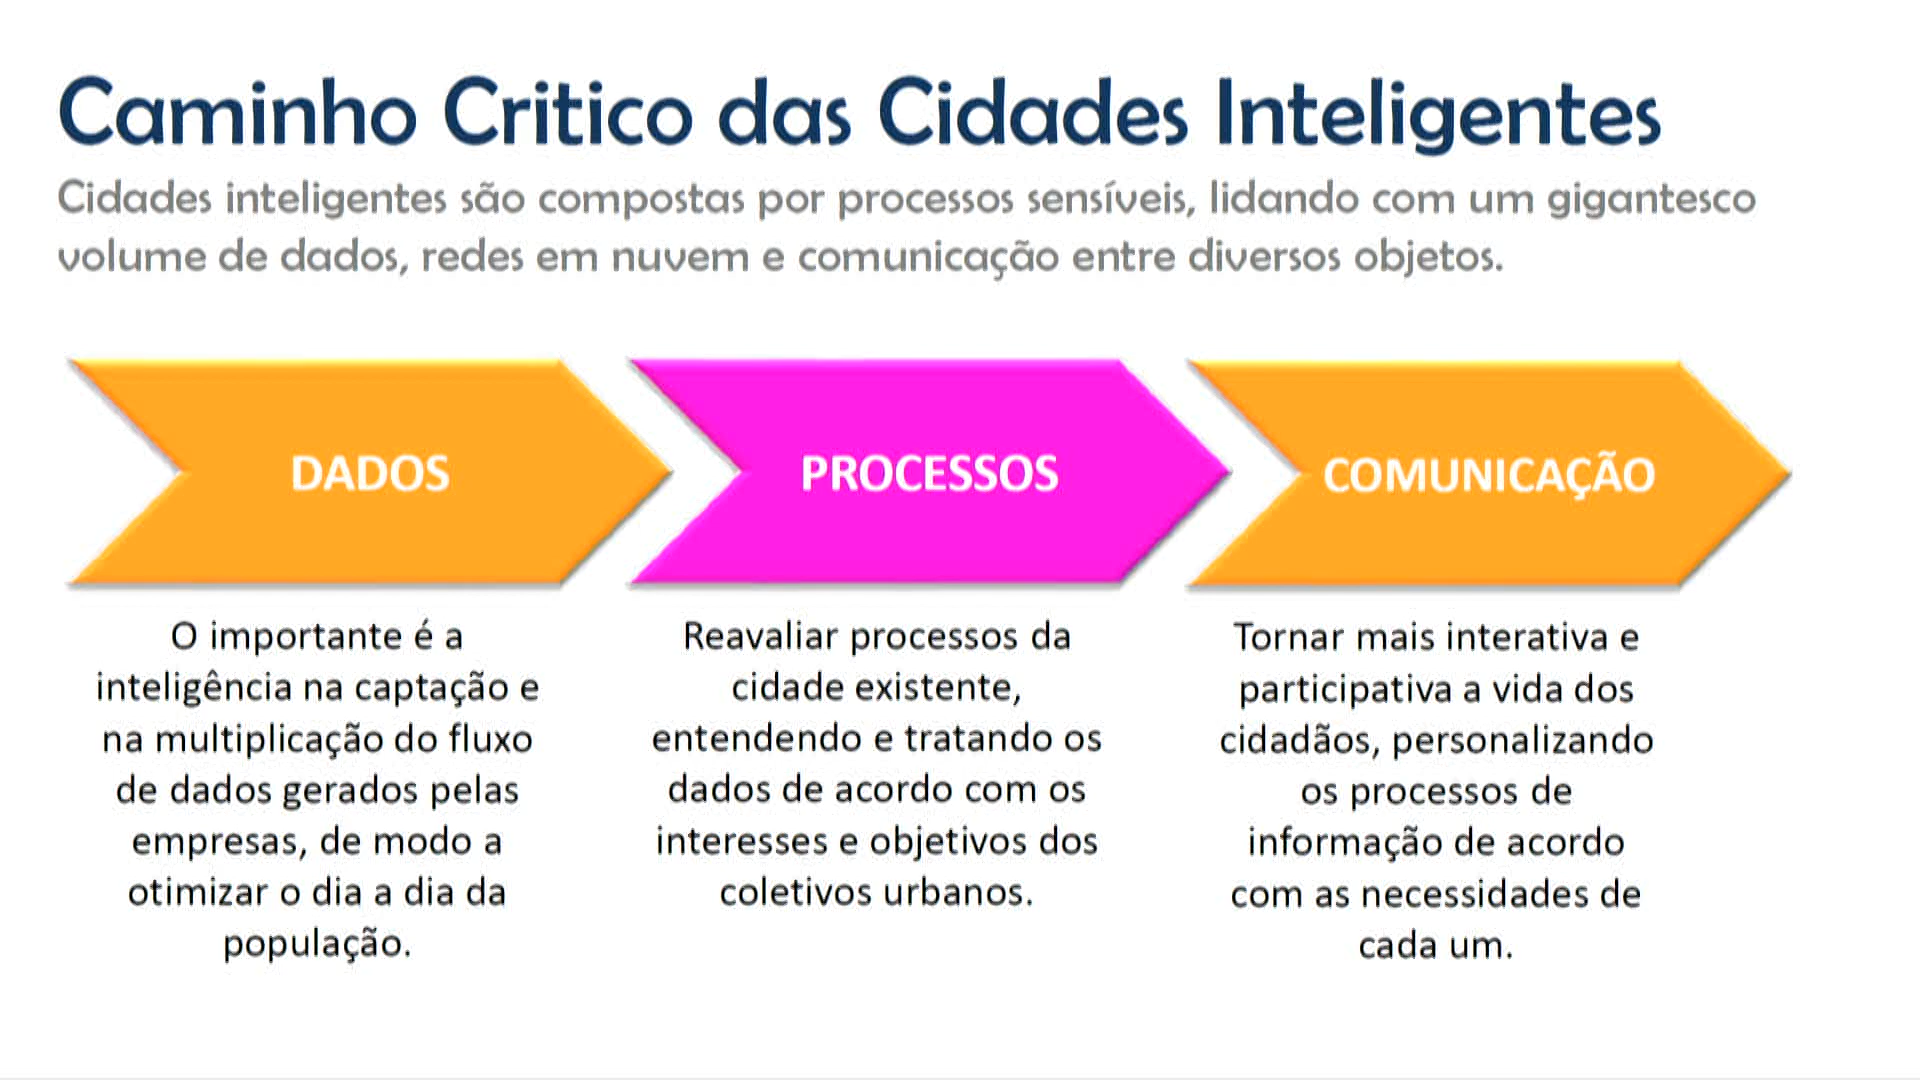 Caminho Critico das Cidades Inteligentes
Cidades inteligentes são compostas por processos sensíveis, lidando com um gigantesco
volume de dados, redes em nuvem e comunicação entre diversos objetos.
DADOS
PROCESSOS
COMUNICAÇÃO
O importante é a
inteligência na captação e
na multiplicação do fluxo
de dados gerados pelas
empresas, de modo a
otimizar o dia a dia da
população.
Reavaliar processos da
cidade existente,
entendendo e tratando os
dados de acordo com os
interesses e objetivos dos
coletivos urbanos.
Tornar mais interativa e
participativa a vida dos
cidadãos, personalizando
os processos de
informação de acordo
com as necessidades de
cada um.